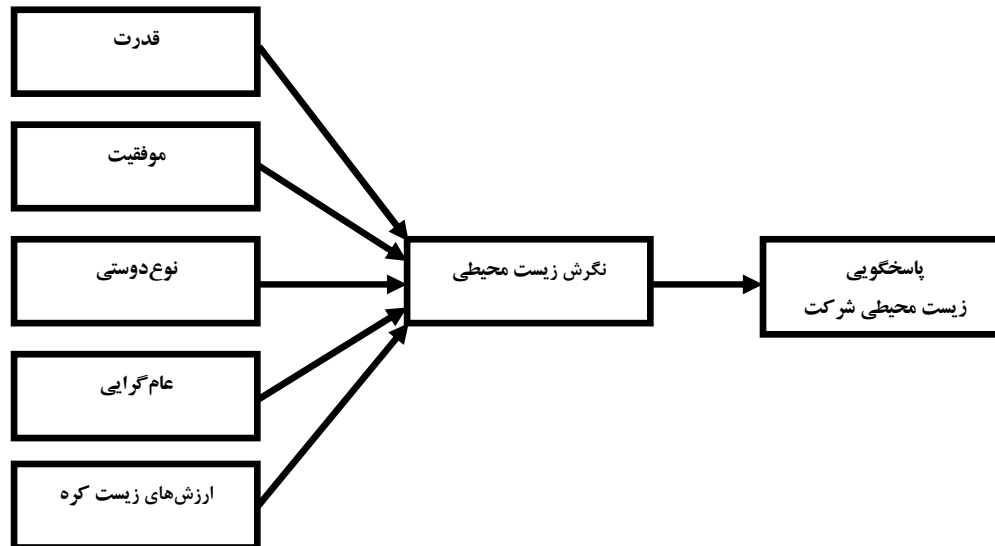 قدرت
موفقیت
نوع‌دوستی
عام‌گرایی
ارزش‌های زیست کره
نگرش زیست محیطی
پاسخگویی
زیست محیطی شرکت